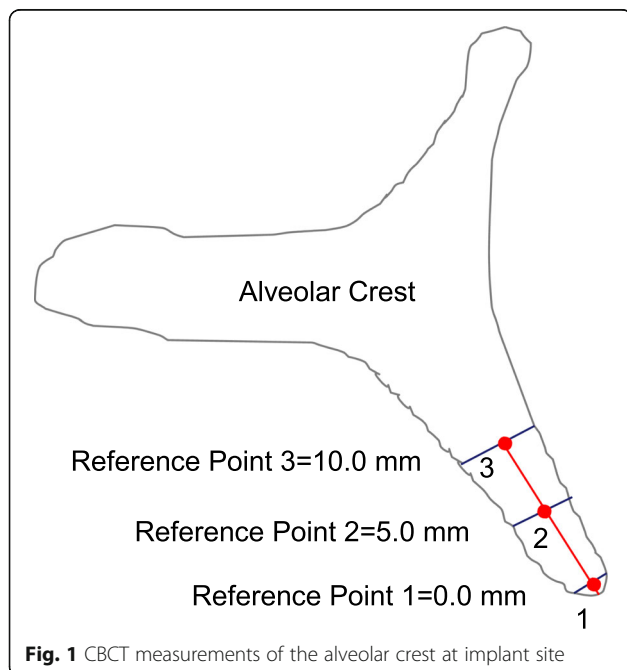 Alveolar Crest
Reference Point 3=10.0 mm
3
Reference Point 2=5.0 mm
2
Reference Point 1=0.0 mm
1
Fig. 1 CBCT measurements of the alveolar crest at implant site